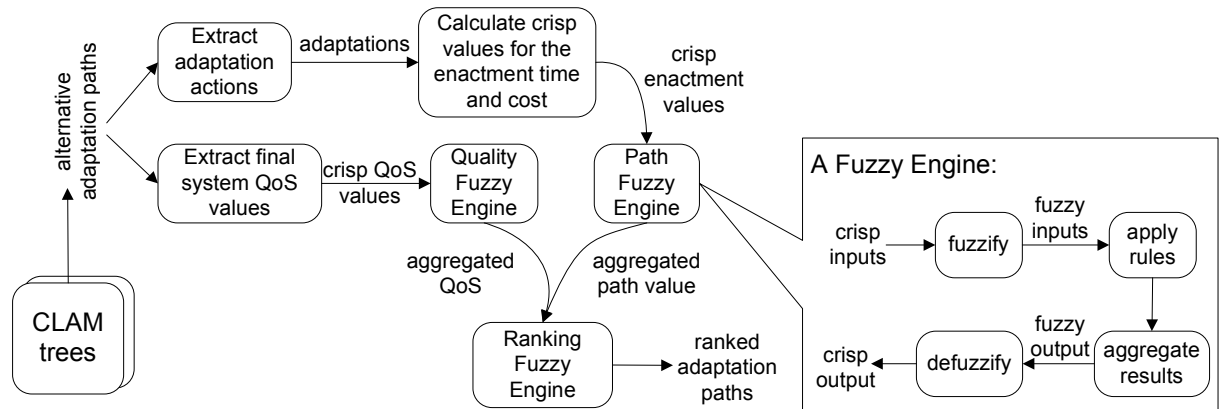 alternative
adaptation paths
CLAM
trees
Extract
adaptation
actions
adaptations
Calculate crisp
values for the
enactment time
and cost
crisp
enactment
values
Extract final
system QoS
values
crisp QoS
values
Quality
Fuzzy
Engine
Path
Fuzzy
Engine
aggregated
QoS
aggregated
path value
Ranking
Fuzzy
Engine
ranked
adaptation
paths
A Fuzzy Engine:
crisp
inputs
fuzzify
fuzzy
inputs
apply
rules
aggregate
results
fuzzy
output
defuzzify
crisp
output